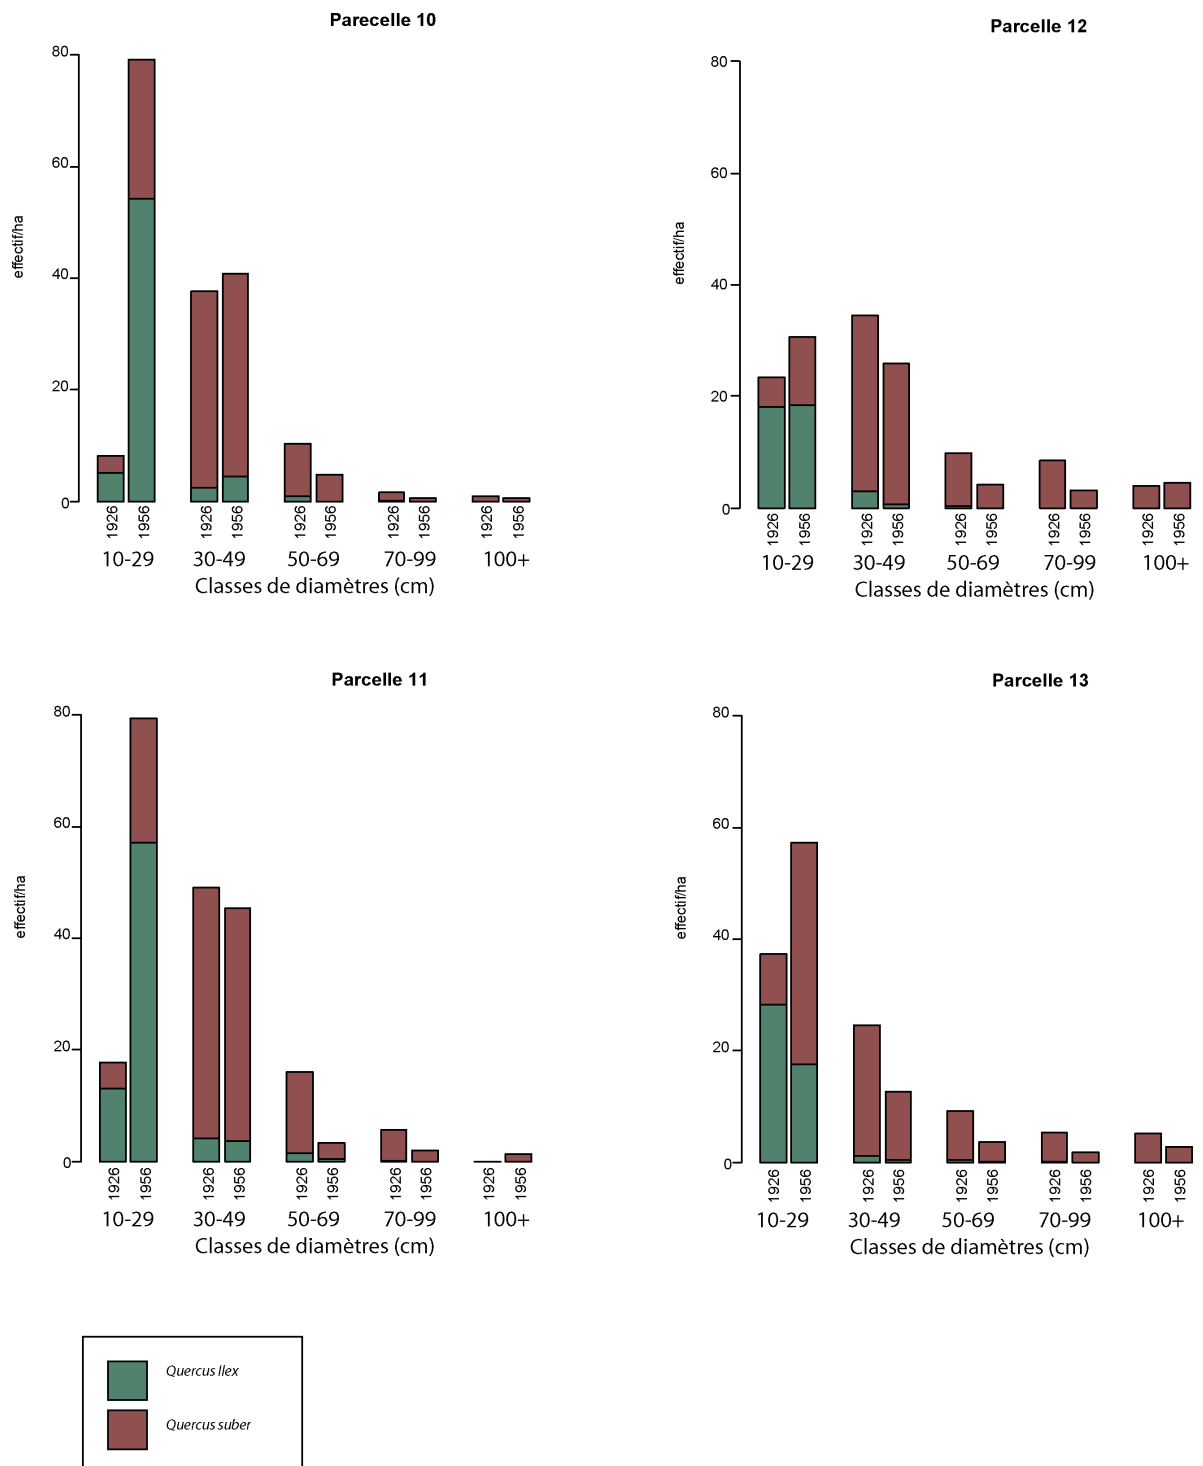 Parecelle 10
80
60
40
20
0
effectif/ha
1926 1956 1926 1956 1926 1956 1926 1956 1926 1956
10-29 30-49 50-69 70-99 100+
Classes de diamètres (cm)
Parcelle 12
80
60
40
20
0
effectif/ha
1926 1956 1926 1956 1926 1956 1926 1956 1926 1956
10-29 30-49 50-69 70-99 100+
Classes de diamètres (cm)
Parcelle 11
80
60
40
20
0
effectif/ha
1926 1956 1926 1956 1926 1956 1926 1956 1926 1956
10-29 30-49 50-69 70-99 100+
Classes de diamètres (cm)
Parcelle 13
80
60
40
20
0
effectif/ha
1926 1956 1926 1956 1926 1956 1926 1956 1926 1956
10-29 30-49 50-69 70-99 100+
Classes de diamètres (cm)
Quercus Ilex
Quercus suber